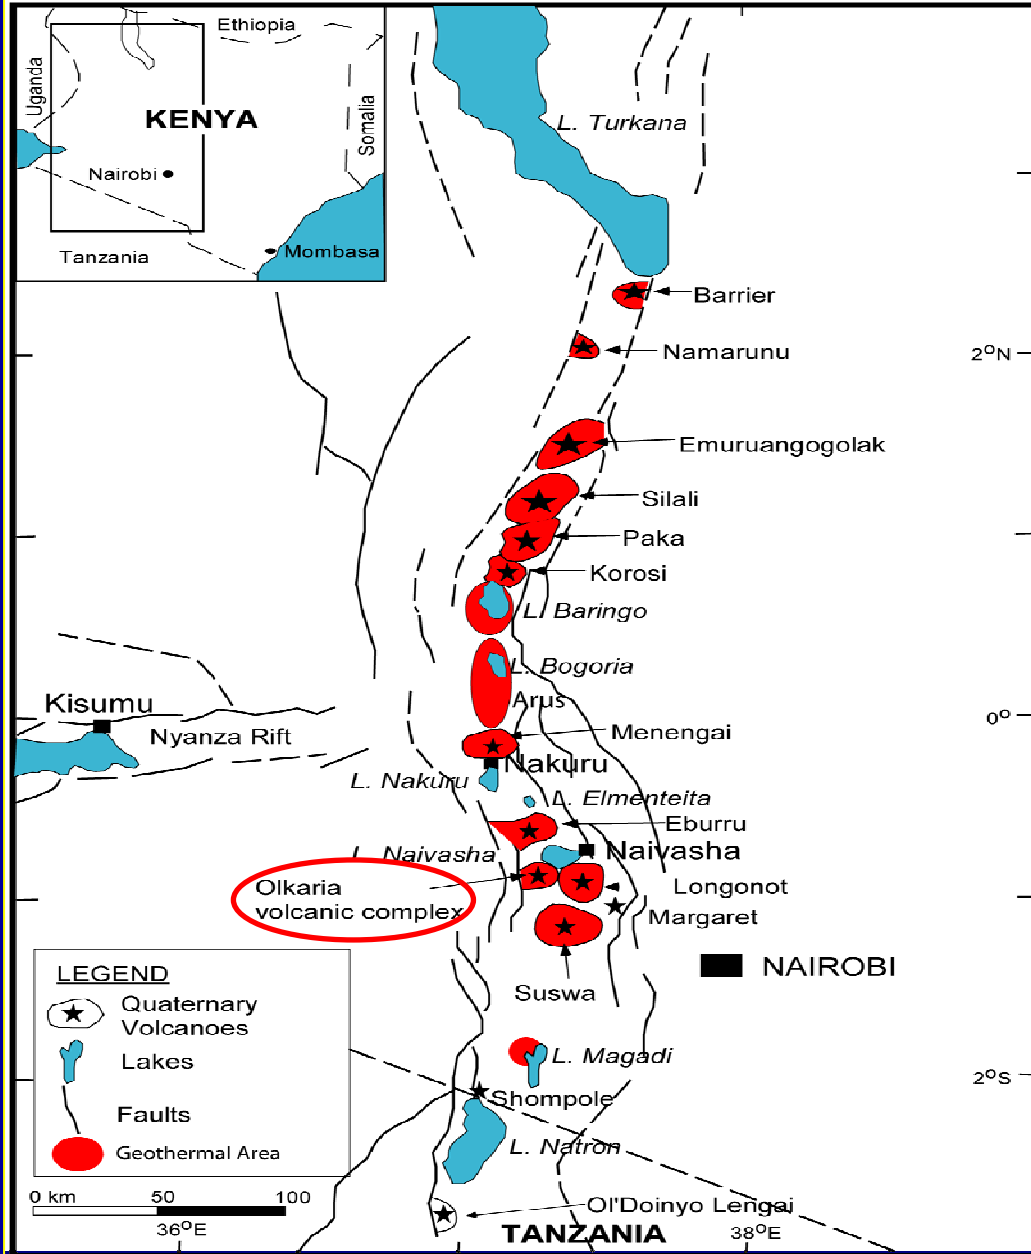 Ethiopia
Uganda
KENYA
Somalia
Nairobi
Mombasa
Tanzania
L. Turkana
Barrier
Namarunu
2°N
Emuruangogolak
Silali
Paka
Korosi
L. Baringo
L. Bogoria
Arus
Kisumu
Nyanza Rift
0°
Menengai
Nakuru
L. Nakuru
L. Elmenteita
Eburru
L. Naivasha
Naivasha
Olkaria
volcanic complex
Longonot
Margaret
NAIROBI
Suswa
LEGEND
Quaternary
Volcanoes
Lakes
Faults
Geothermal Area
L. Magadi
2°S
Shompole
L. Natron
0 km 50 100
36°E
Ol'Doinyo Lengai
TANZANIA
38°E